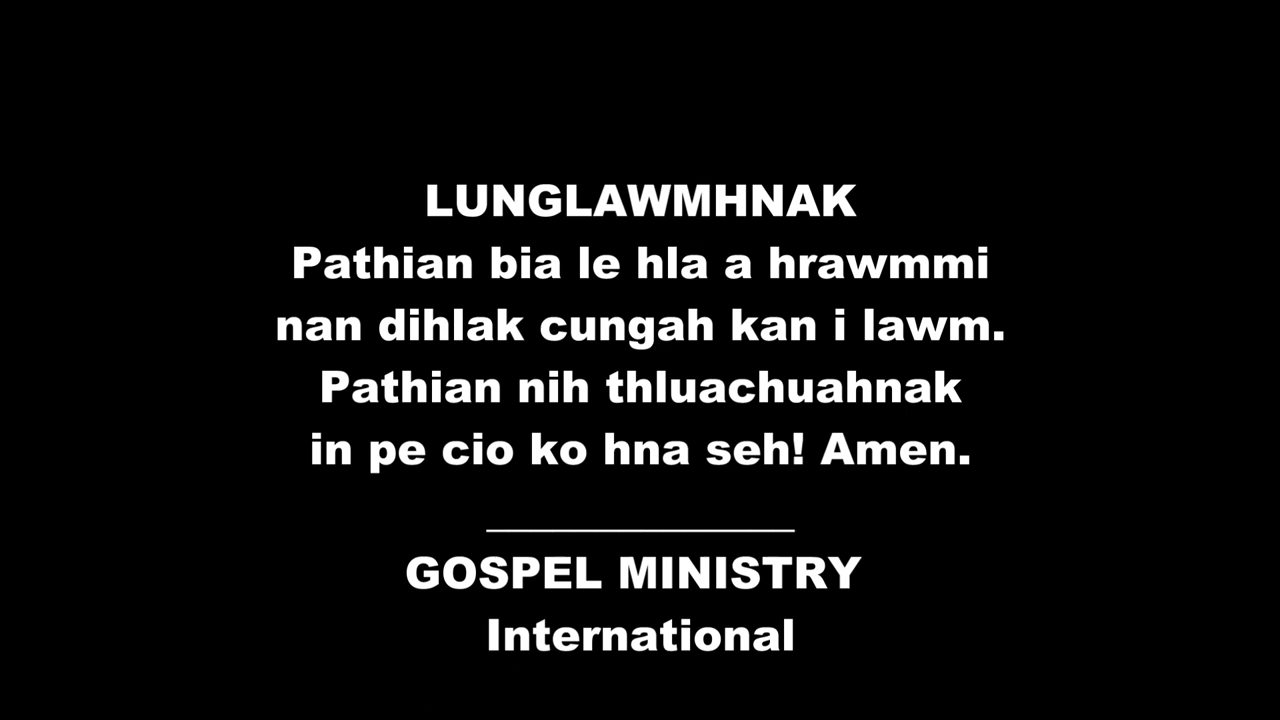 LUNGLAWMHNAK
Pathian bia le hla a hrawmmi
nan dihlak cungah kan i lawm.
Pathian nih thluachuahnak
in pe cio ko hna seh! Amen.
GOSPEL MINISTRY
International